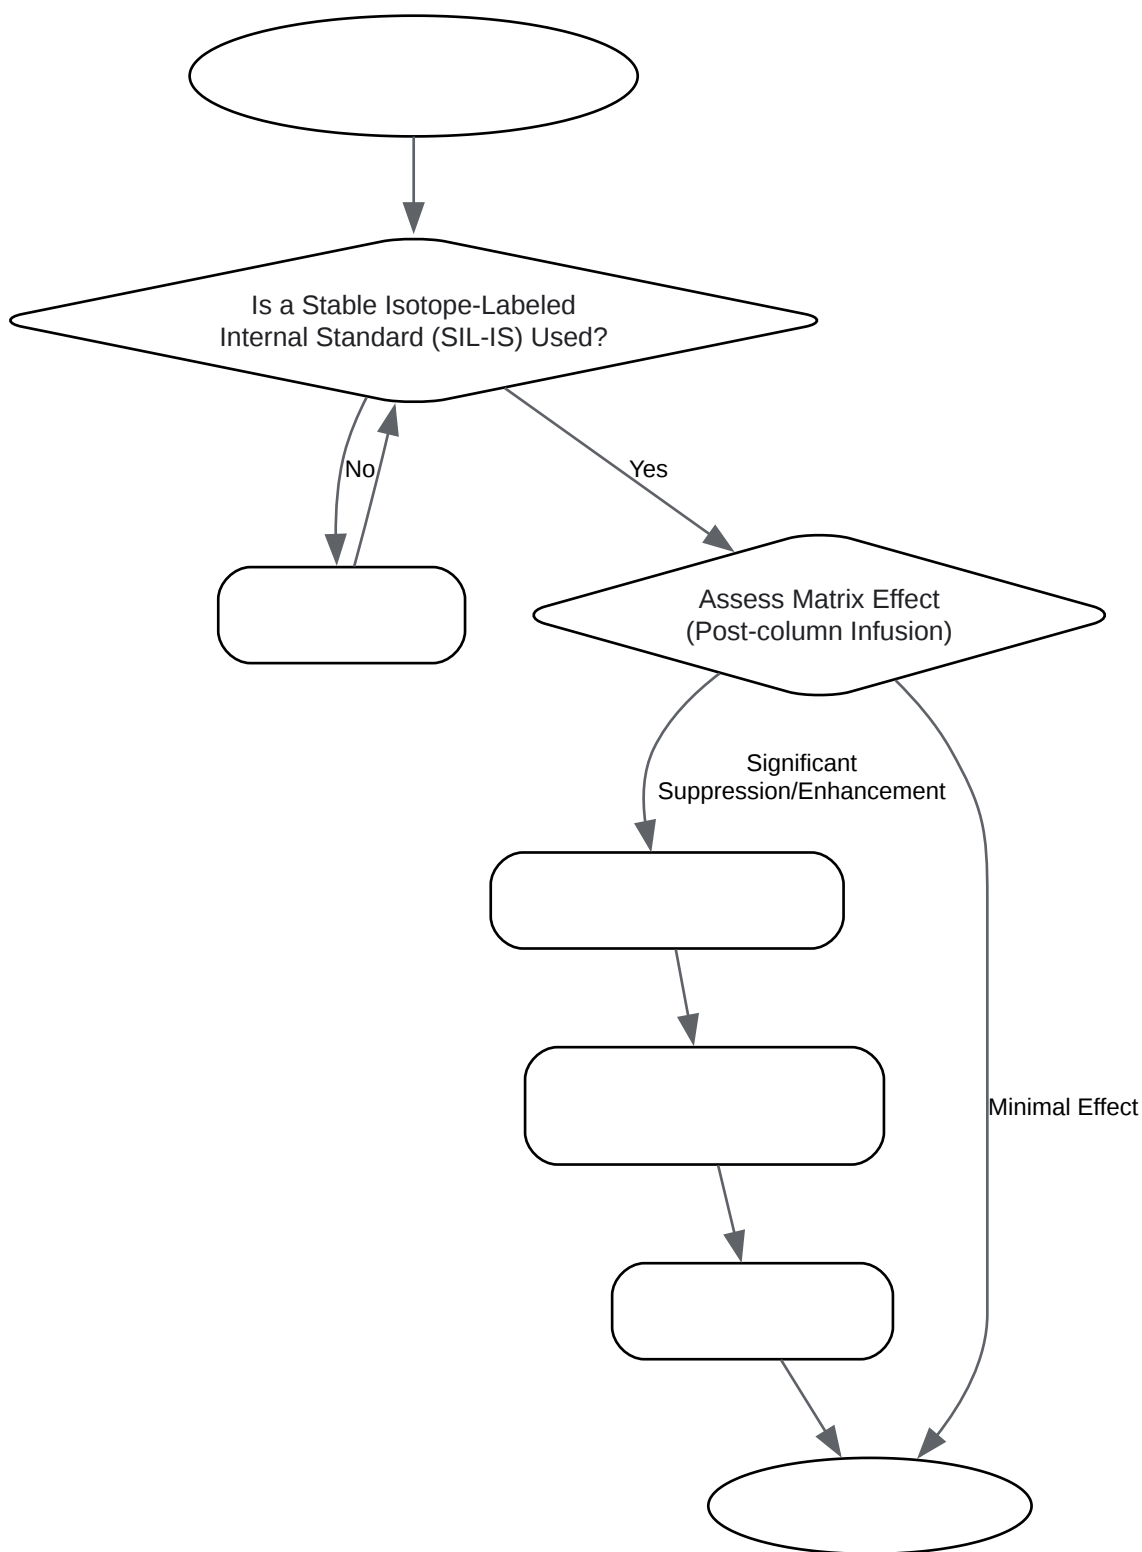 Is a Stable Isotope-Labeled
Internal Standard (SIL-IS) Used?
No
Yes
Assess Matrix Effect
(Post-column Infusion)
Significant
Suppression/Enhancement
Minimal Effect